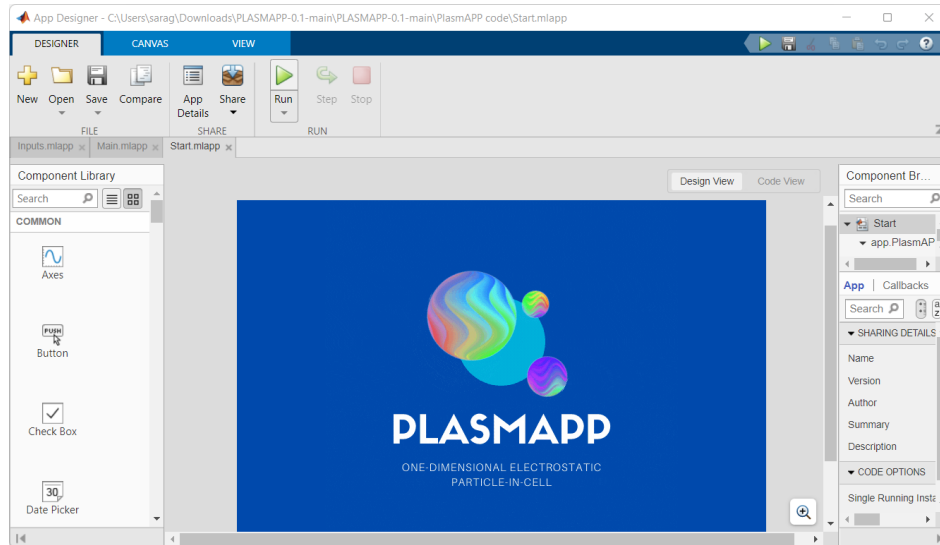 App Designer - C:\Users\sarag\Downloads\PLASMAPP-0.1-main\PLASMAPP-0.1-main\PlasmAPP code\Start.mlapp
DESIGNER CANVAS VIEW
New Open Save Compare App Details Share Run Step Stop
FILE SHARE RUN
Inputs.mlapp Main.mlapp Start.mlapp
Component Library
Search
COMMON
Axes
PUSH
Button
Check Box
30
Date Picker
Design View Code View
PLASMAPP
ONE-DIMENSIONAL ELECTROSTATIC
PARTICLE-IN-CELL
Component Br...
Search
Start
app.PlasmAP
App Callbacks
Search
SHARING DETAILS
Name
Version
Author
Summary
Description
CODE OPTIONS
Single Running Insta